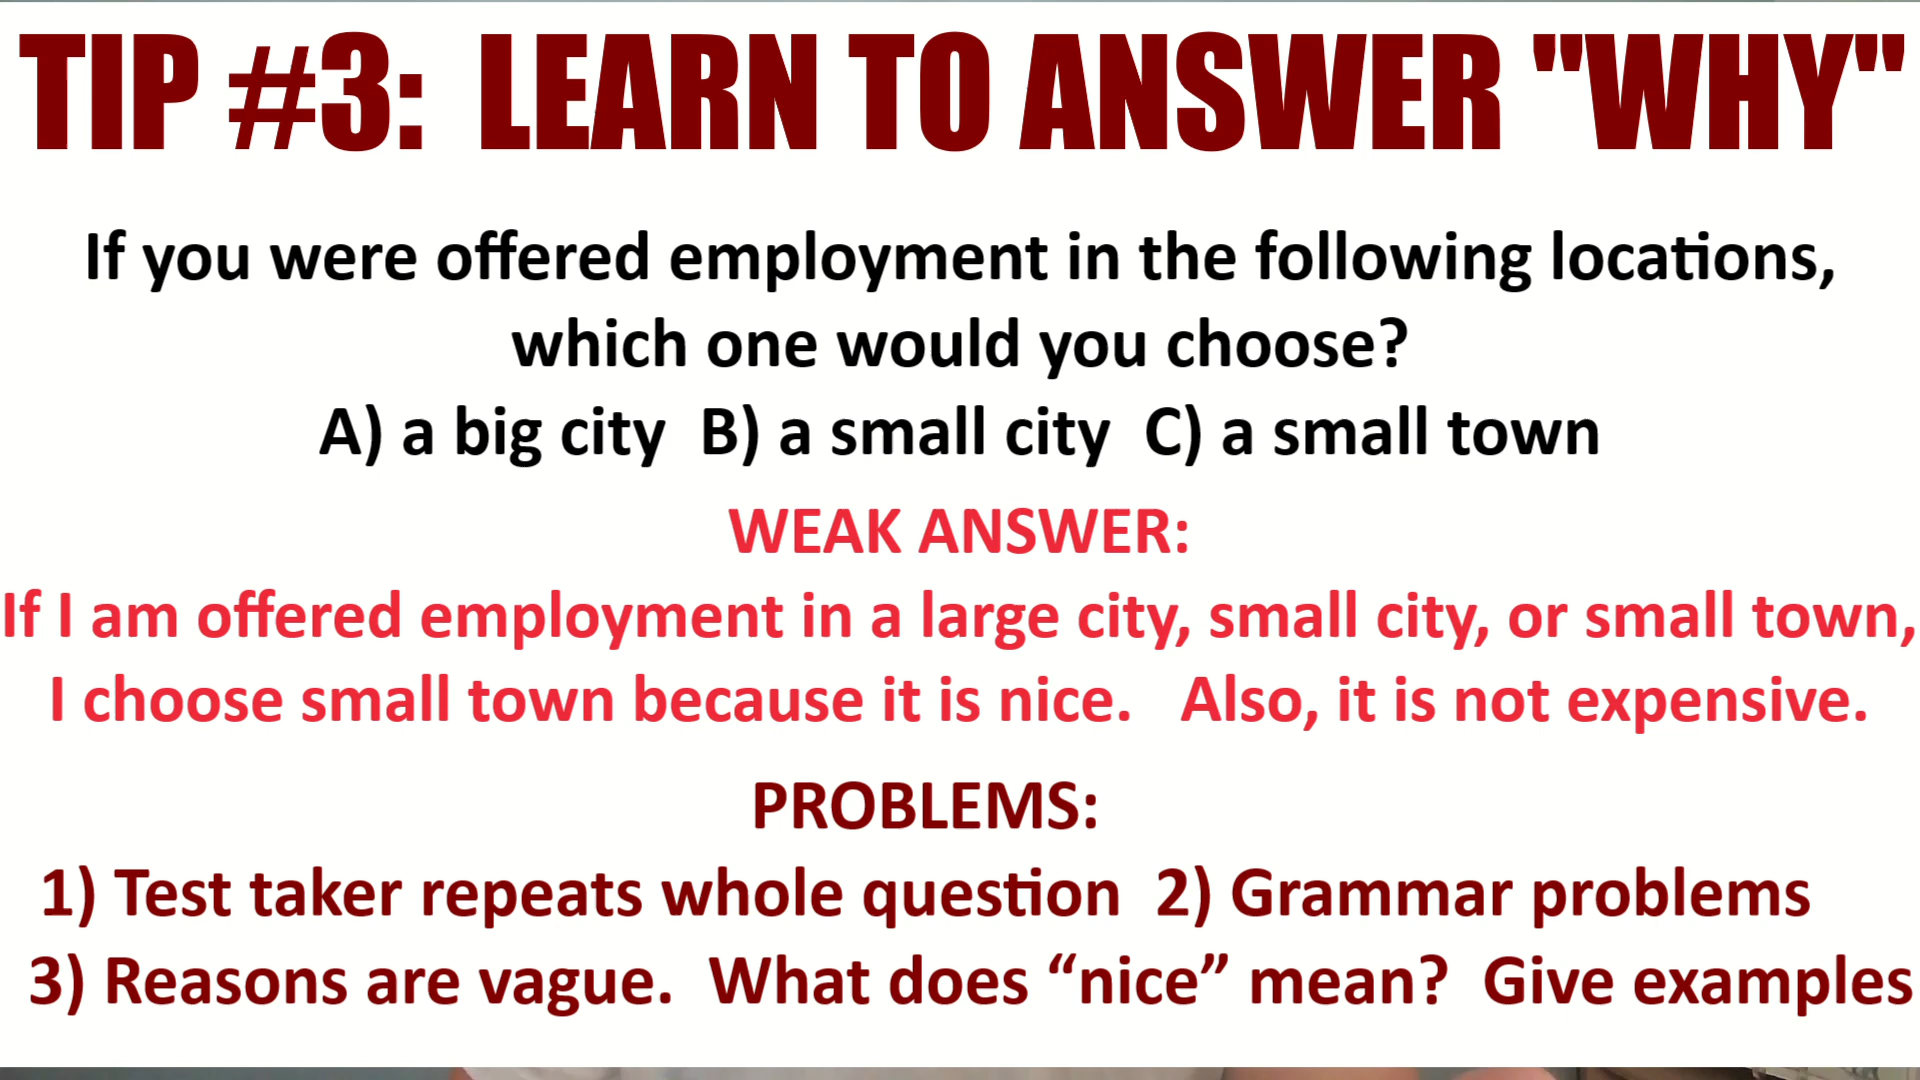 TIP #3: LEARN TO ANSWER "WHY"
If you were offered employment in the following locations,
which one would you choose?
A) a big city B) a small city C) a small town
WEAK ANSWER:
If I am offered employment in a large city, small city, or small town,
I choose small town because it is nice. Also, it is not expensive.
PROBLEMS:
1) Test taker repeats whole question 2) Grammar problems
3) Reasons are vague. What does “nice” mean? Give examples